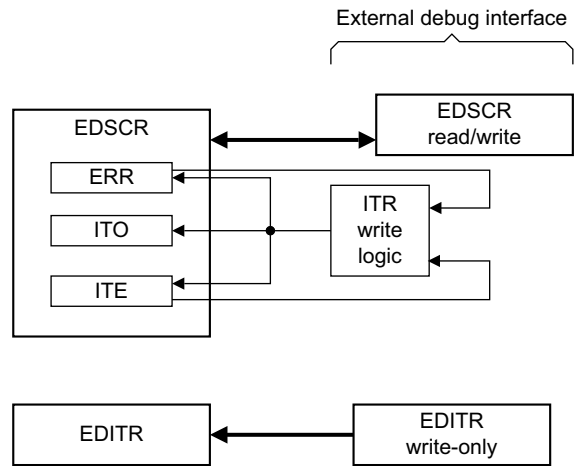 External debug interface
EDSCR
EDSCR
read/write
ERR
ITO
ITE
ITR
write
logic
EDITR
EDITR
write-only